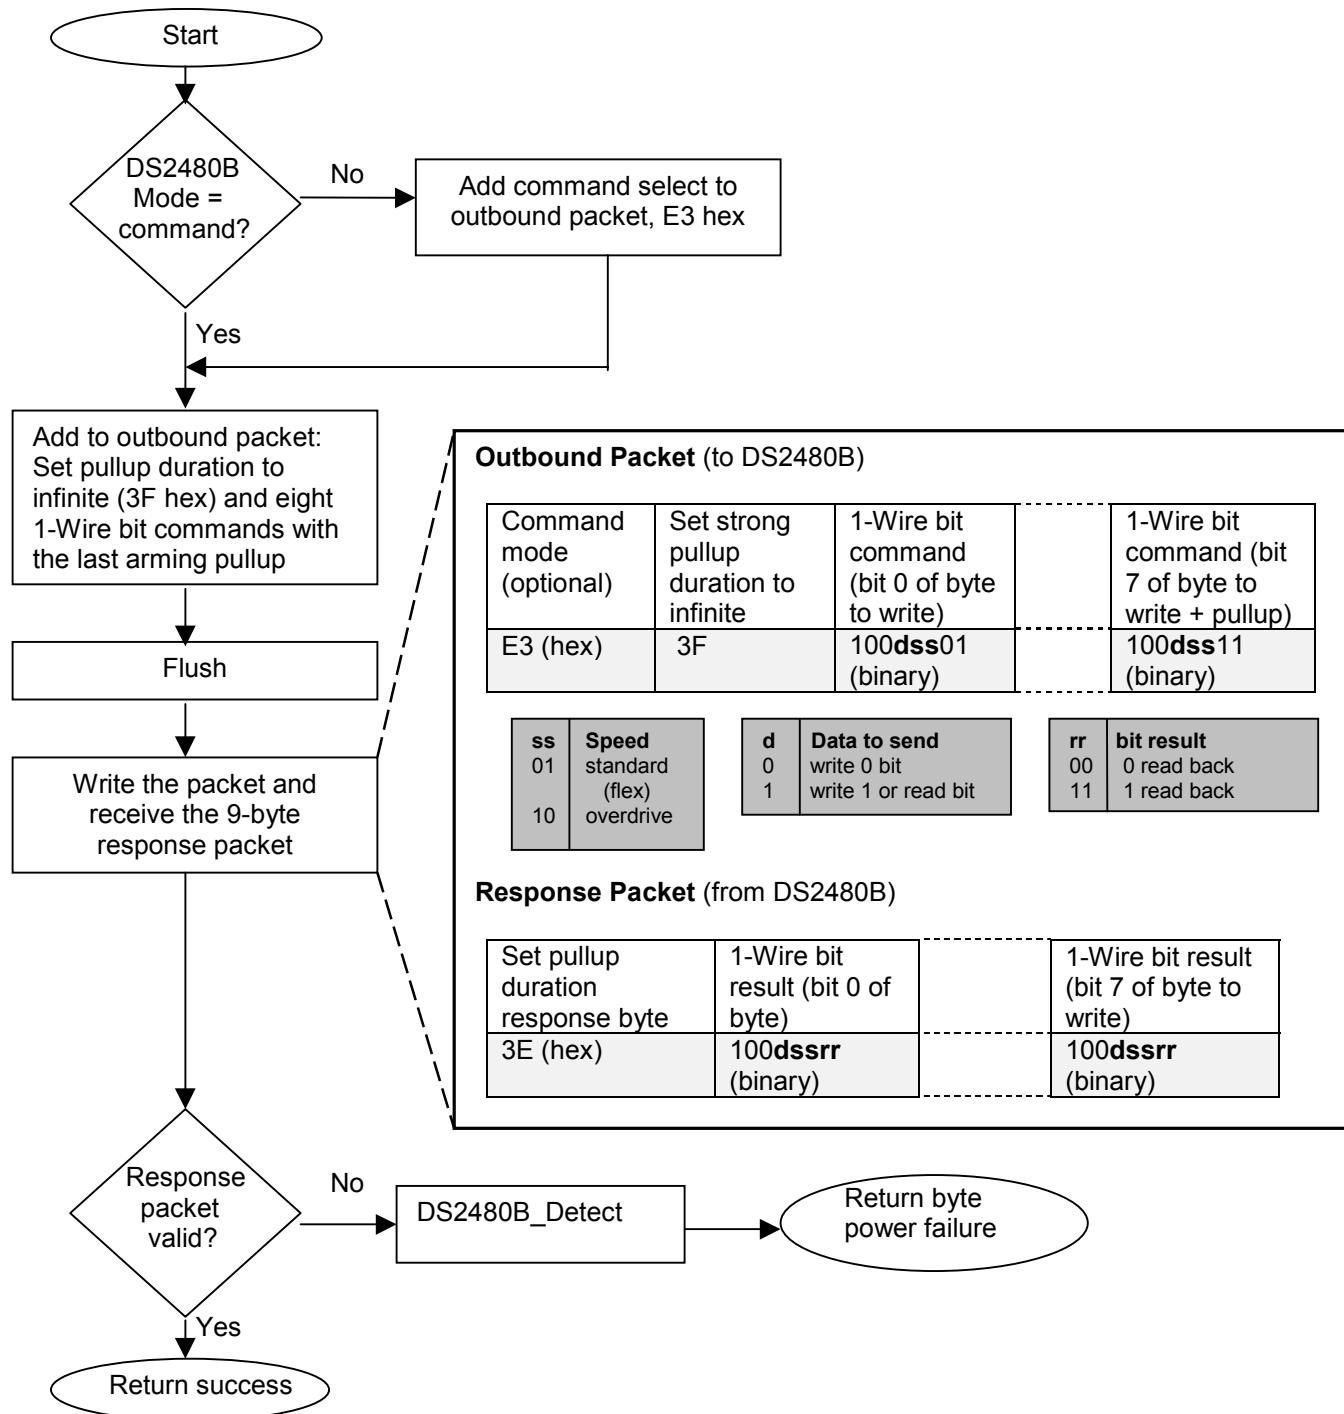 Start
DS2480B
Mode =
command?
No
Add command select to
outbound packet, E3 hex
Yes
Add to outbound packet:
Set pullup duration to
infinite (3F hex) and eight
1-Wire bit commands with
the last arming pullup
Flush
Write the packet and
receive the 9-byte
response packet
Outbound Packet (to DS2480B)
Command
mode
(optional)
Set strong
pullup
duration to
infinite
1-Wire bit
command
(bit 0 of byte
to write)
1-Wire bit
command (bit
7 of byte to
write + pullup)
E3 (hex)
3F
100dss01
(binary)
100dss11
(binary)
ss Speed
01 standard
(flex)
10 overdrive
d Data to send
0 write 0 bit
1 write 1 or read bit
rr bit result
00 0 read back
11 1 read back
Response Packet (from DS2480B)
Set pullup
duration
response byte
1-Wire bit
result (bit 0 of
byte)
1-Wire bit result
(bit 7 of byte to
write)
3E (hex)
100dssrr
(binary)
100dssrr
(binary)
Response
packet
valid?
No
DS2480B_Detect
Return byte
power failure
Yes
Return success